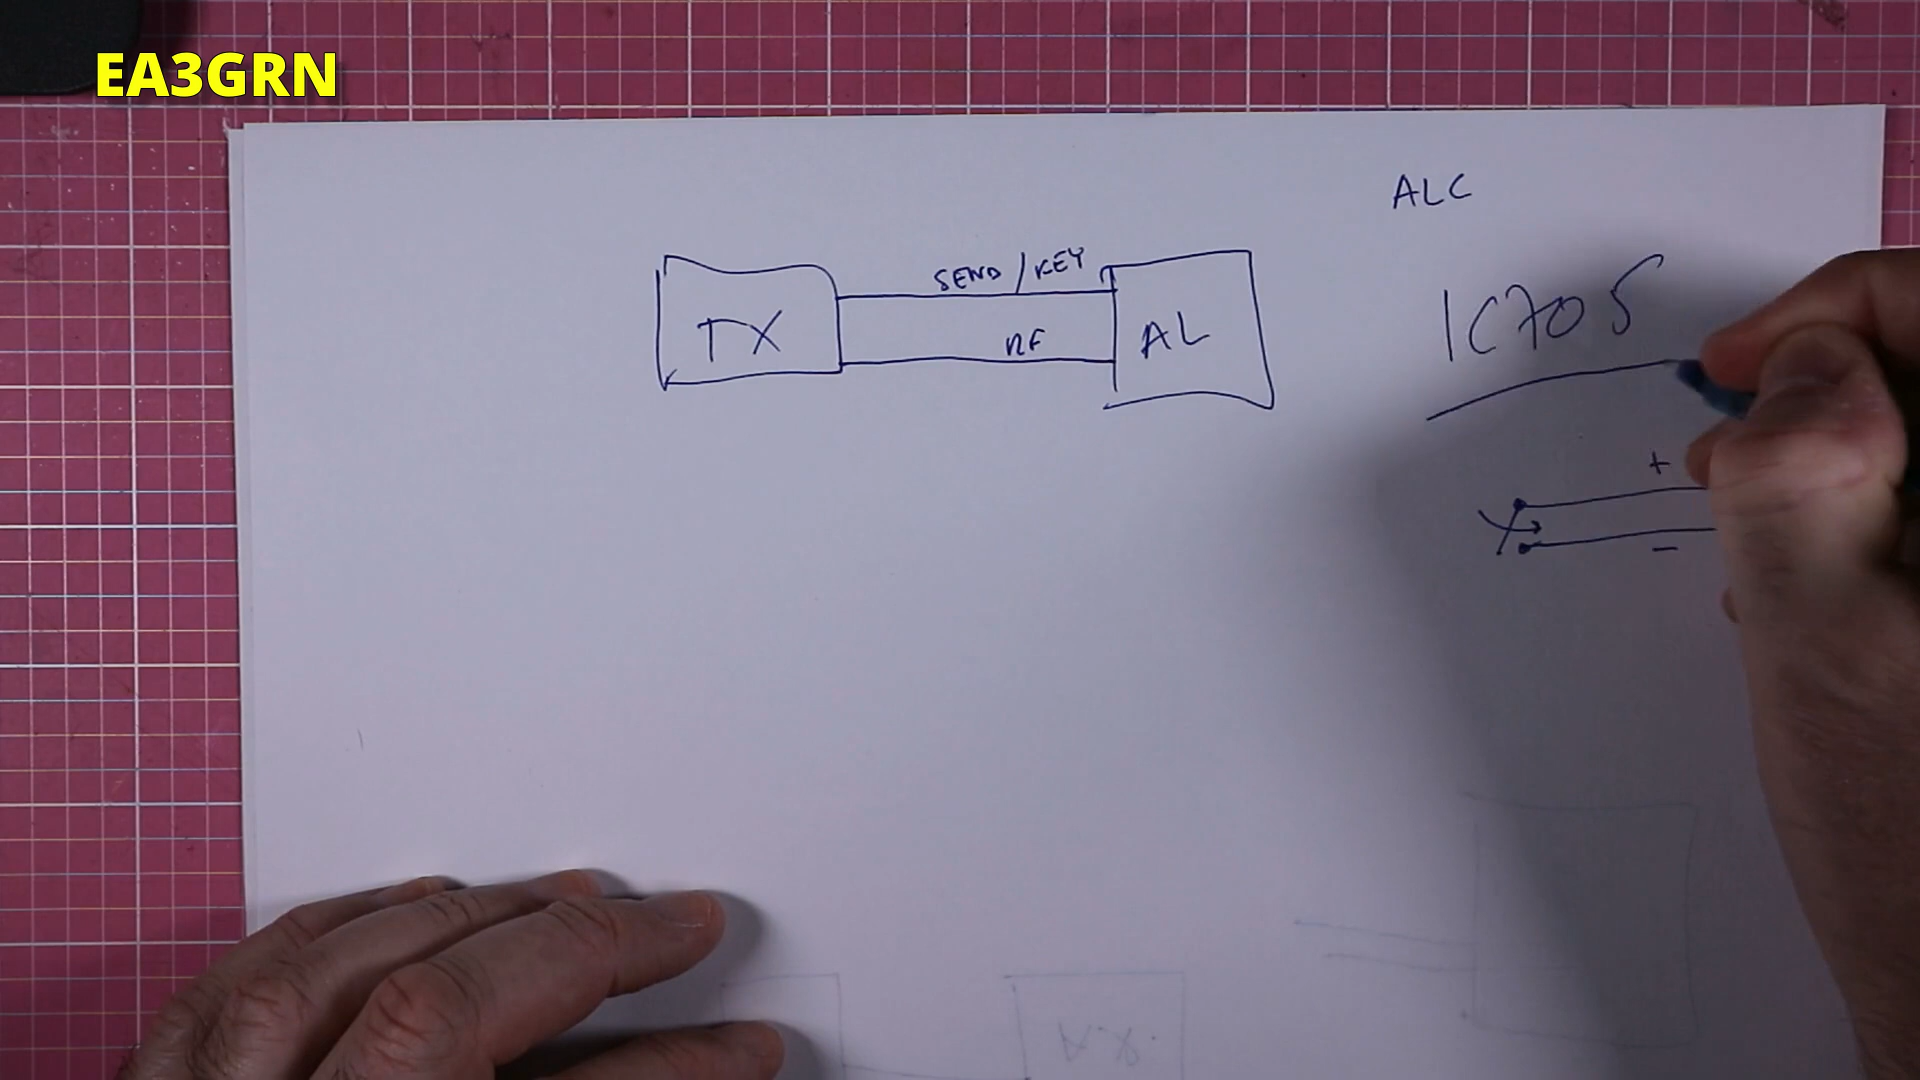 EA3GRN
ALC
SEND/KEY
TX
RF
AL
IC705
+
-